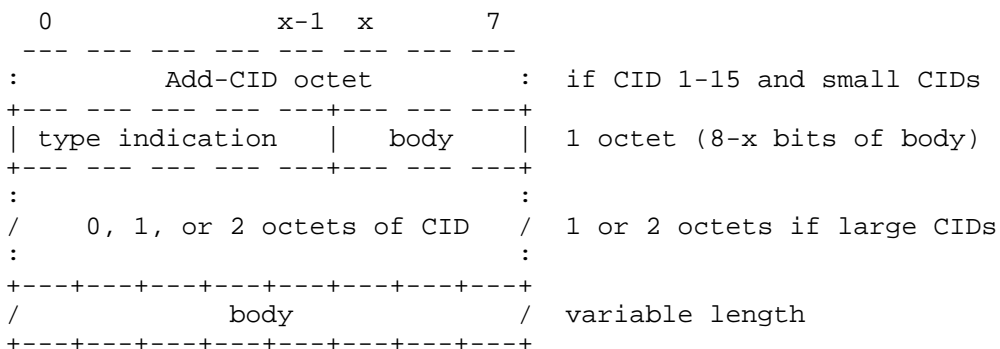 0              x-1  x       7
 --- --- --- --- --- --- --- ---
:         Add-CID octet         :  if CID 1-15 and small CIDs
+--- --- --- --- ---+--- --- ---+
| type indication   |   body    |  1 octet (8-x bits of body)
+--- --- --- --- ---+--- --- ---+
:                               :
/    0, 1, or 2 octets of CID   /  1 or 2 octets if large CIDs
:                               :
+---+---+---+---+---+---+---+---+
/             body              /  variable length
+---+---+---+---+---+---+---+---+